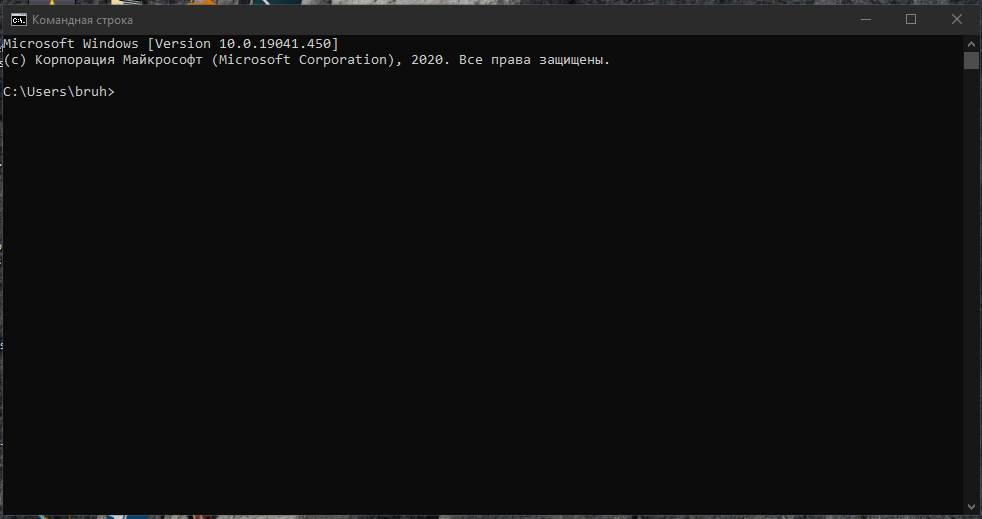 Командная строка
Microsoft Windows [Version 10.0.19041.450]
(c) Корпорация Майкрософт (Microsoft Corporation), 2020. Все права защищены.
C:\Users\bruh>